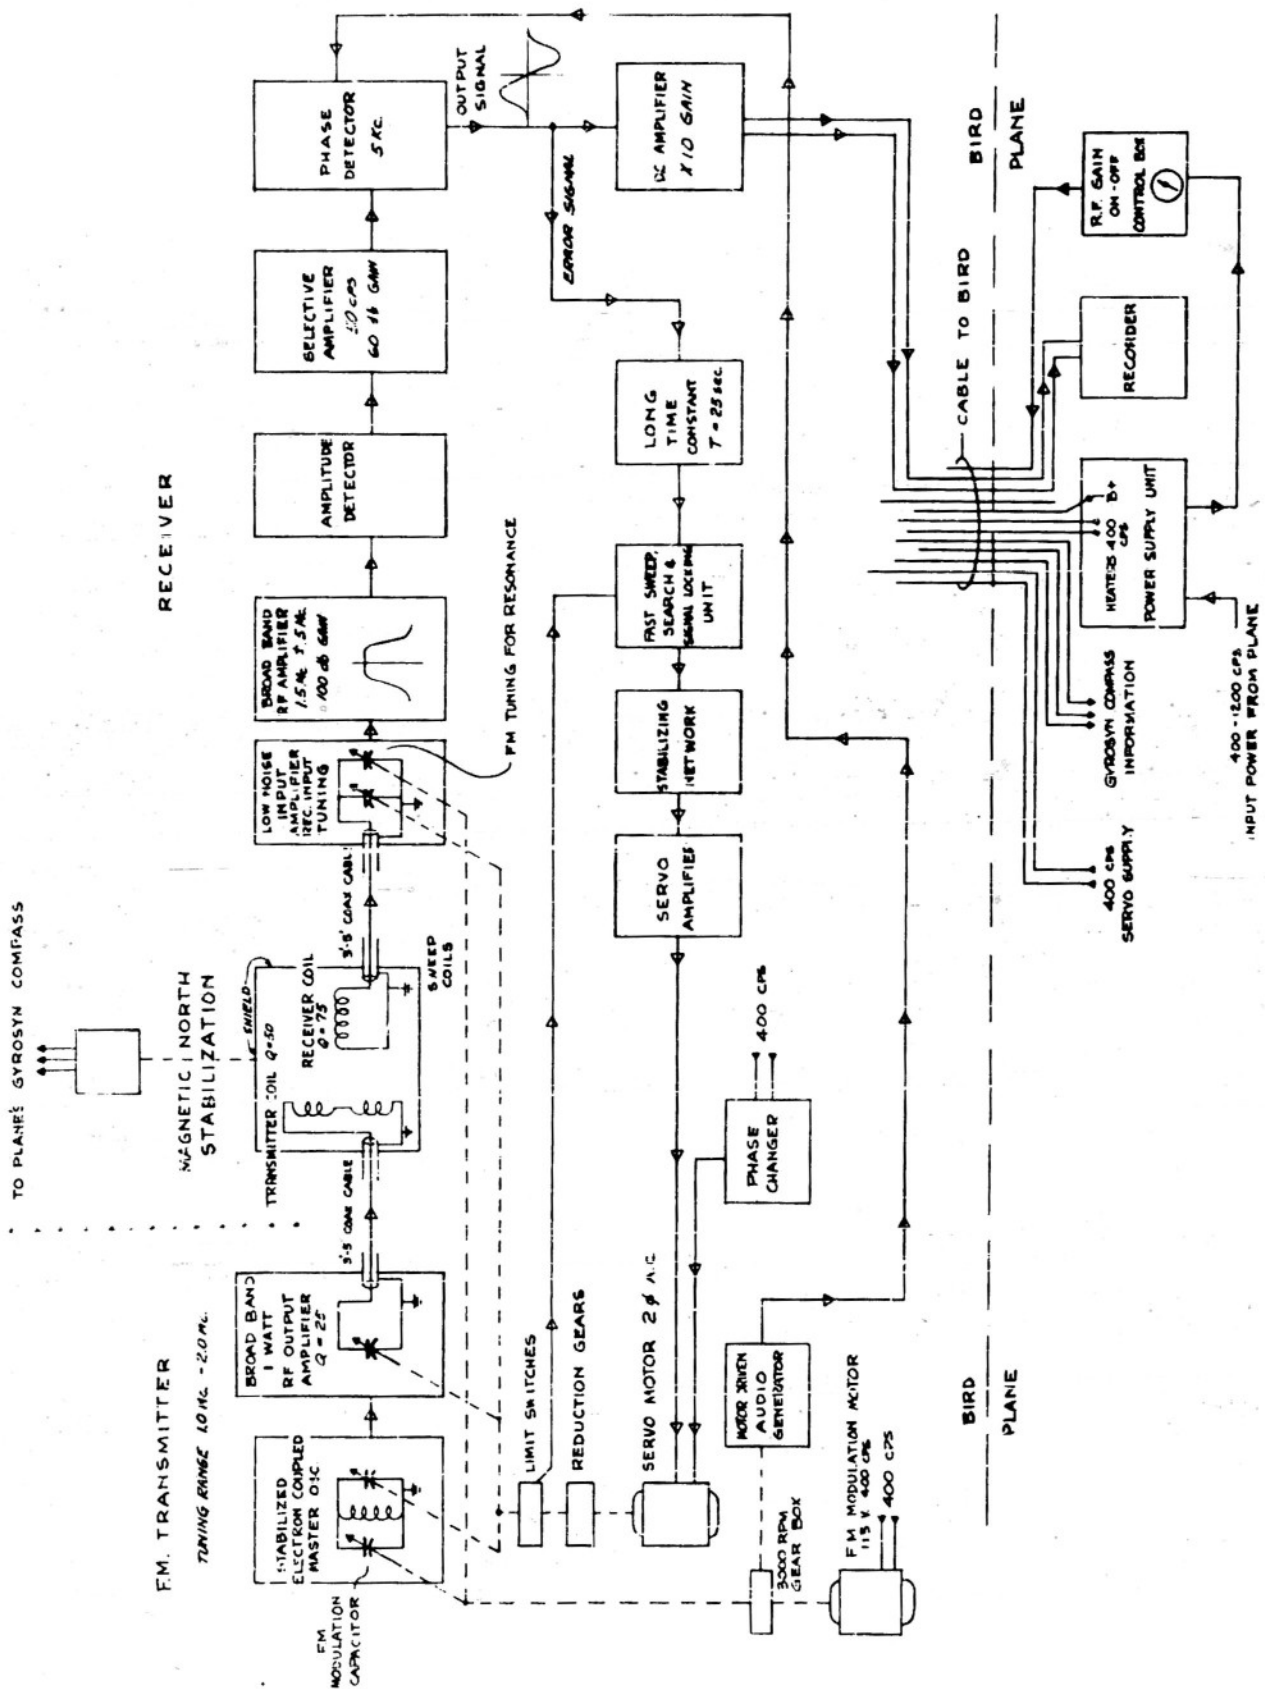 F.M. TRANSMITTER
TUNING RANGE 1.0 Mc - 2.0 Mc.
TO PLANE'S GYROSYN COMPASS
MAGNETIC NORTH
STABILIZATION
RECEIVER
STABILIZED
ELECTRON COUPLED
MASTER OSC.
FM
MODULATION
CAPACITOR
BROAD BAND
1 WATT
RF OUTPUT
AMPLIFIER
Q = 25
3'-5' COAX CABLE
TRANSMITTER COIL Q=50
SHIELD
RECEIVER COIL
Q = 75
SWEEP
COILS
3'-5' COAX CABLE
LOW NOISE
INPUT
AMPLIFIER
REC. INPUT
TUNING
FM TUNING FOR RESONANCE
BROAD BAND
RF AMPLIFIER
1.5 Mc ± .5 Mc
100 db GAIN
AMPLITUDE
DETECTOR
SELECTIVE
AMPLIFIER
CPS
60 db GAIN
PHASE
DETECTOR
5 KC.
OUTPUT
SIGNAL
ERROR SIGNAL
DC AMPLIFIER
X10 GAIN
LONG
TIME
CONSTANT
T = 25 sec.
FAST SWEEP,
SEARCH &
SIGNAL LOCKING
UNIT
STABILIZING
NETWORK
SERVO
AMPLIFIER
LIMIT SWITCHES
REDUCTION GEARS
SERVO MOTOR 2 φ A.C.
PHASE
CHANGER
400 CPS
MOTOR DRIVEN
AUDIO
GENERATOR
3000 RPM
GEAR BOX
FM MODULATION MOTOR
115 V. 400 CPS
400 CPS
BIRD
PLANE
BIRD
PLANE
CABLE TO BIRD
400 CPS
SERVO SUPPLY
GYROSYN COMPASS
INFORMATION
400-1200 CPS
INPUT POWER FROM PLANE
HEATERS 400 B+
CPS
POWER SUPPLY UNIT
RECORDER
R.F. GAIN
ON-OFF
CONTROL BOX